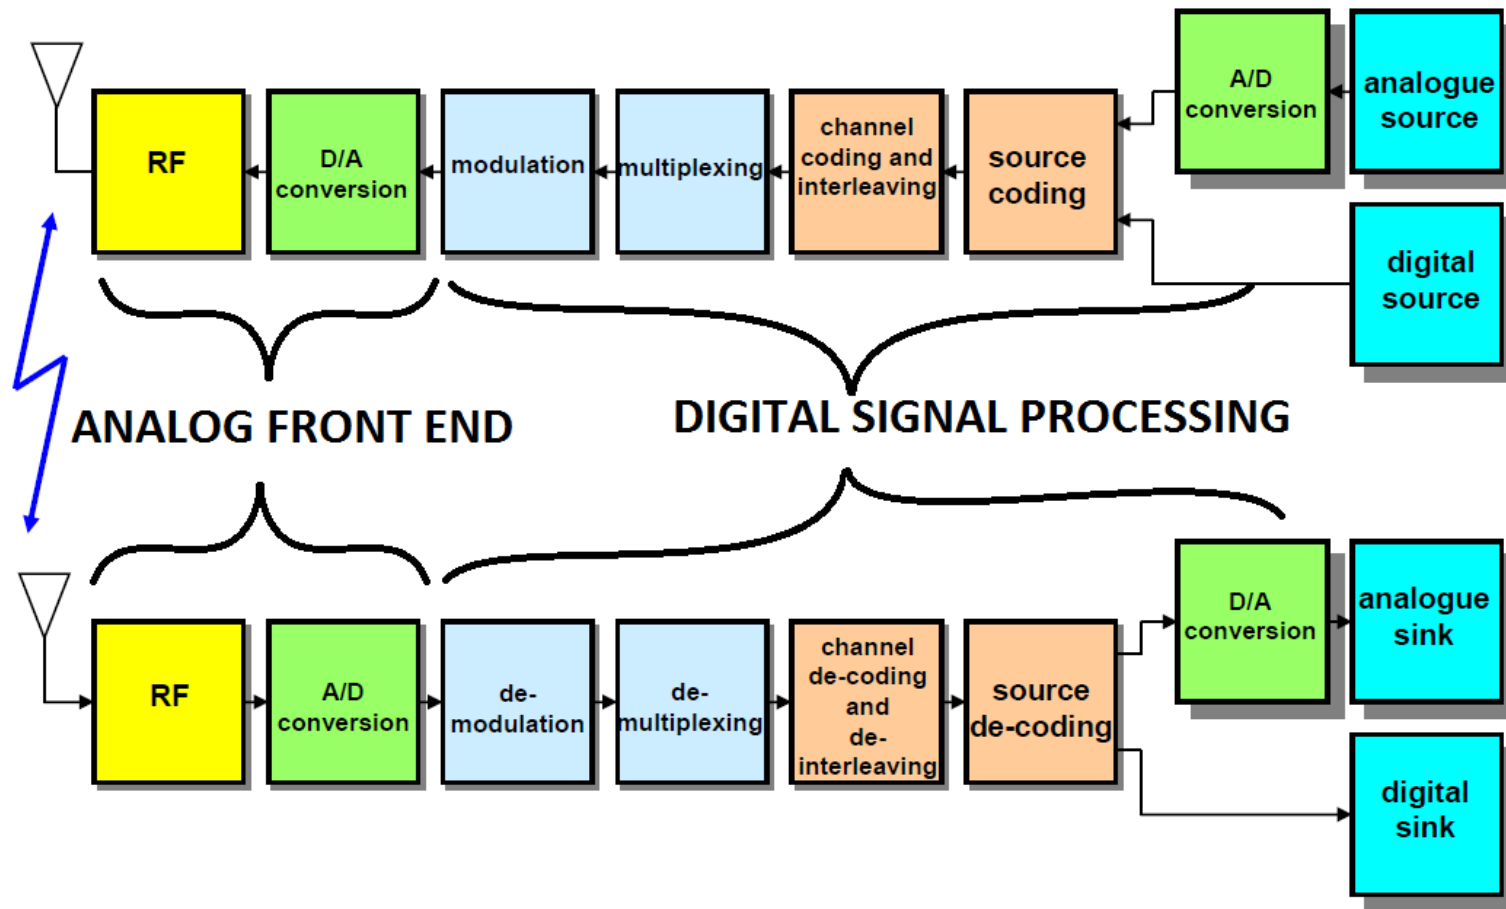 RF
D/A
conversion
modulation
multiplexing
channel
coding and
interleaving
source
coding
A/D
conversion
analogue
source
digital
source
ANALOG FRONT END
DIGITAL SIGNAL PROCESSING
RF
A/D
conversion
de-
modulation
de-
multiplexing
channel
de-coding
and
de-
interleaving
source
de-coding
D/A
conversion
analogue
sink
digital
sink